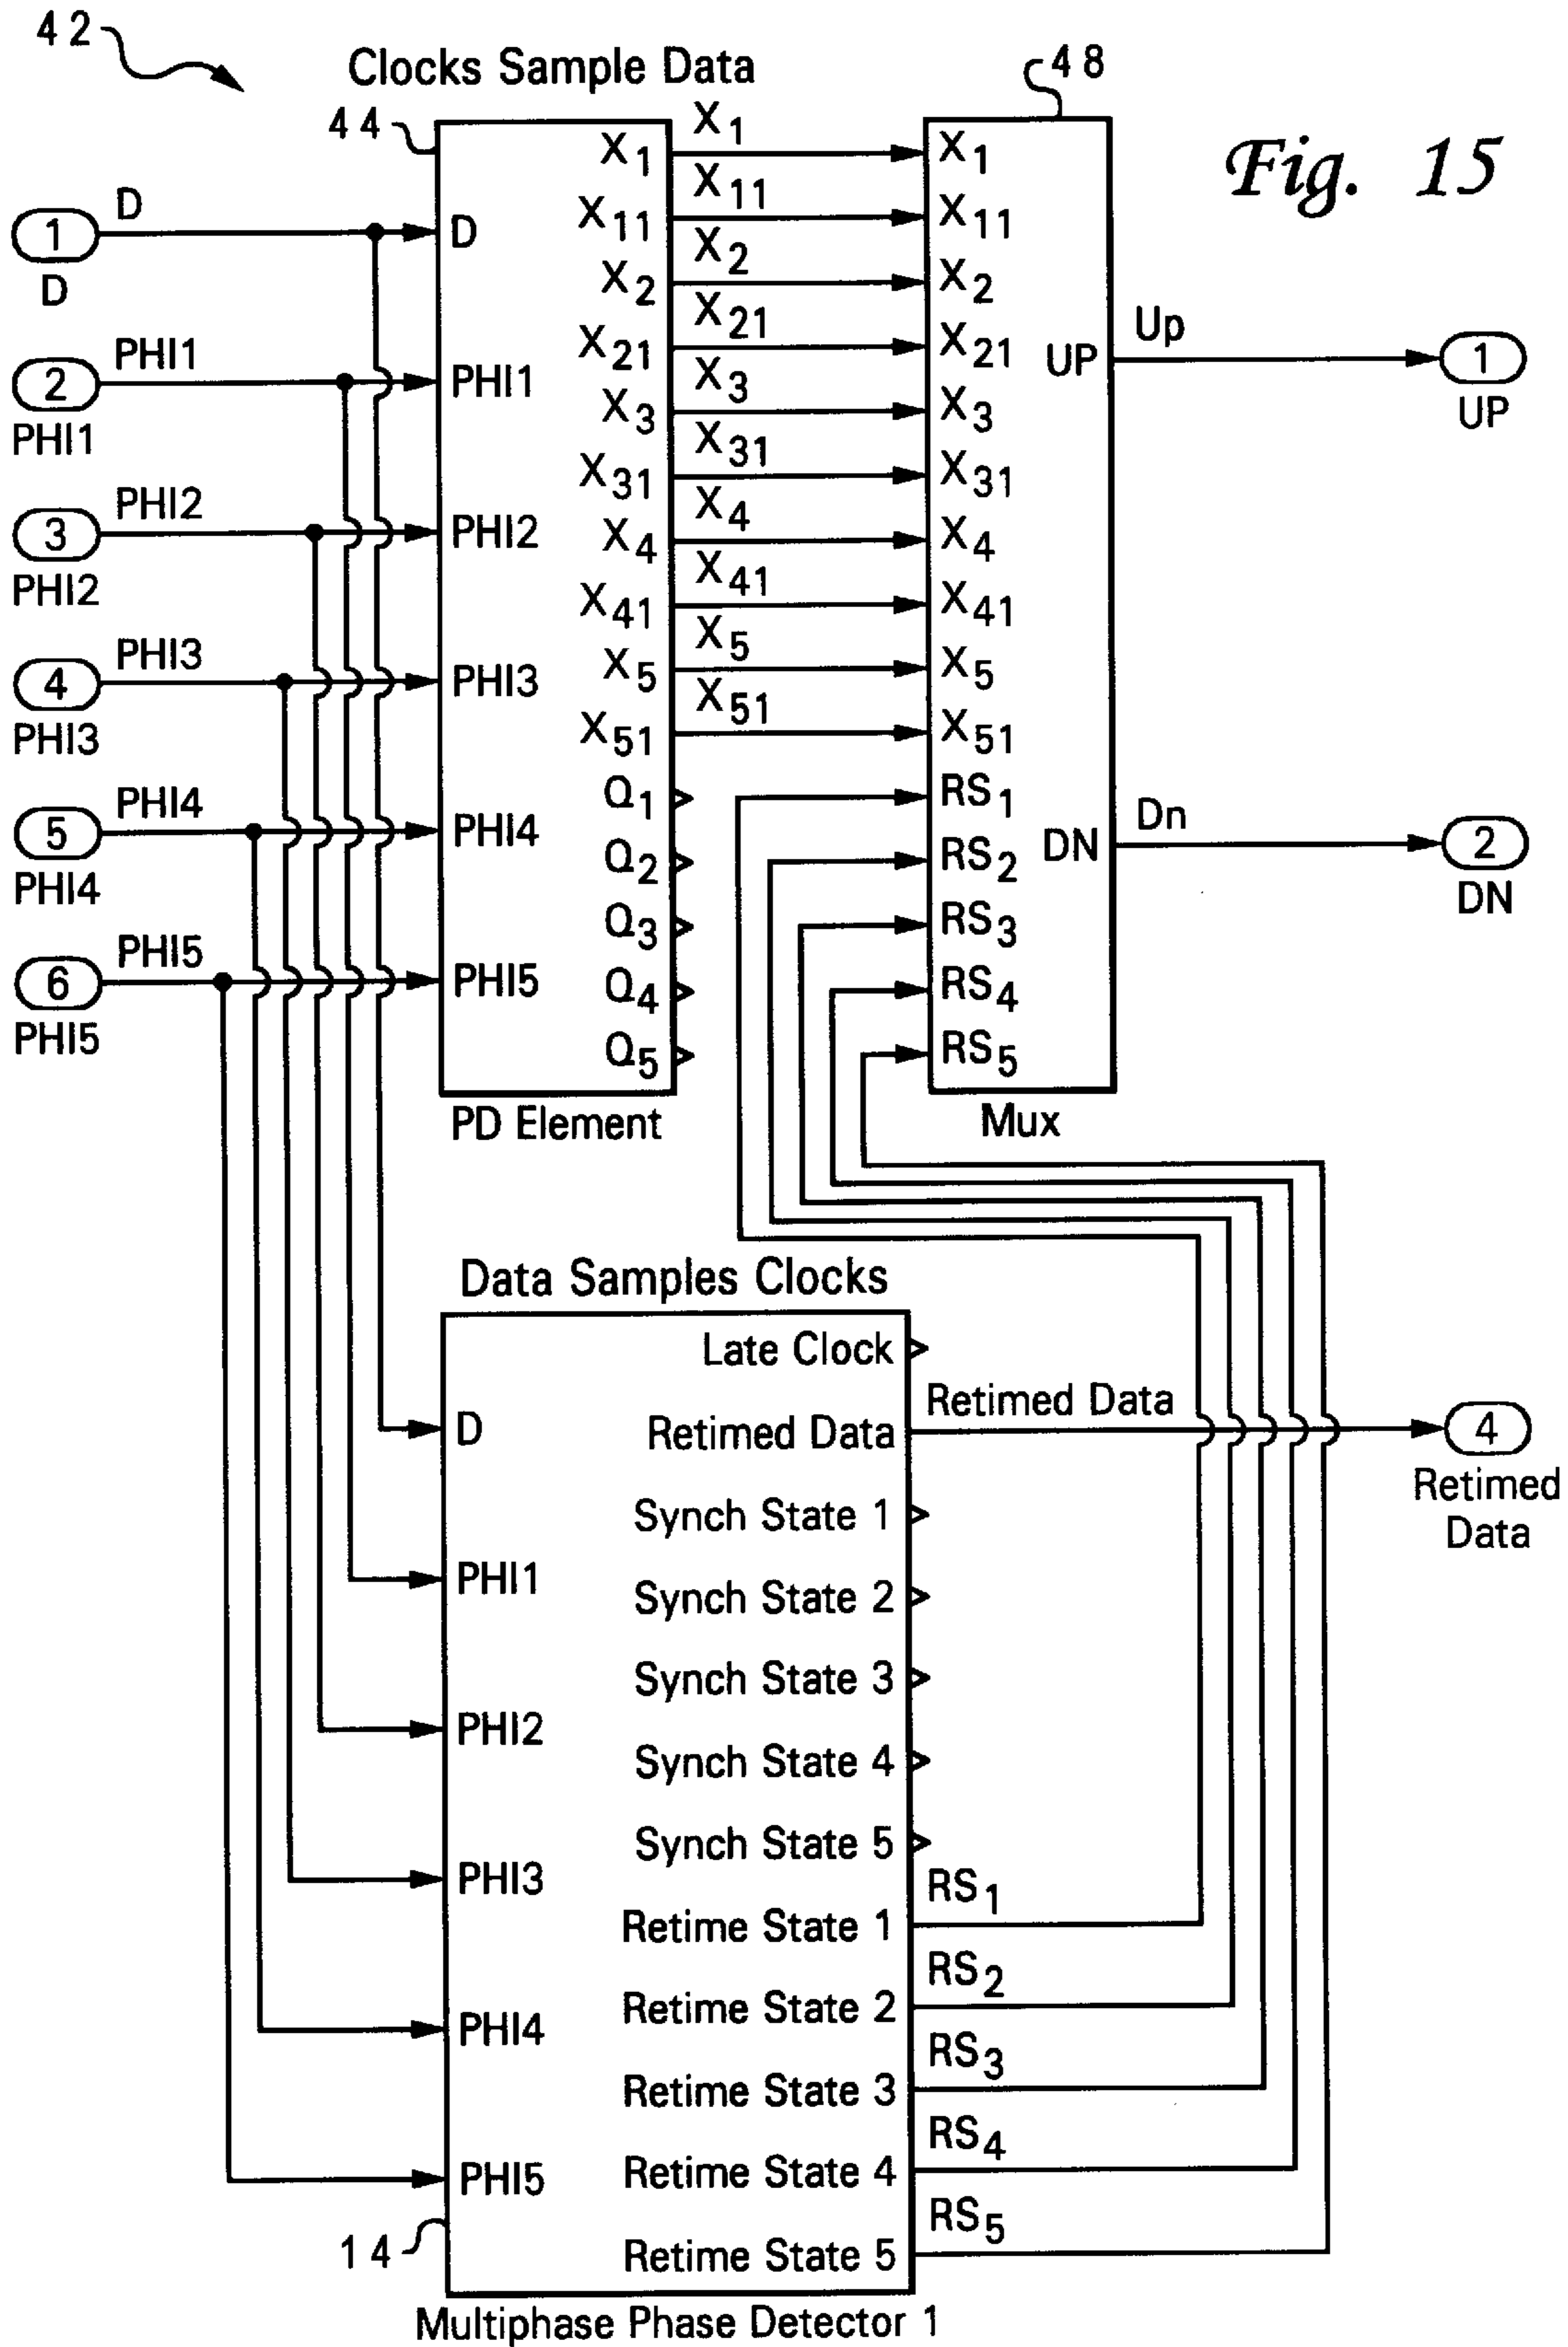 42
Clocks Sample Data
48
Fig. 15
44
1
D
D
2
PHI1
PHI1
3
PHI2
PHI2
4
PHI3
PHI3
5
PHI4
PHI4
6
PHI5
PHI5
D
PHI1
PHI2
PHI3
PHI4
PHI5
X1
X11
X2
X21
X3
X31
X4
X41
X5
X51
Q1
Q2
Q3
Q4
Q5
PD Element
X1
X11
X2
X21
X3
X31
X4
X41
X5
X51
X1
X11
X2
X21
X3
X31
X4
X41
X5
X51
RS1
RS2
RS3
RS4
RS5
UP
DN
Mux
Up
1
UP
Dn
2
DN
Data Samples Clocks
D
PHI1
PHI2
PHI3
PHI4
PHI5
Late Clock
Retimed Data
Synch State 1
Synch State 2
Synch State 3
Synch State 4
Synch State 5
Retime State 1
Retime State 2
Retime State 3
Retime State 4
Retime State 5
Retimed Data
4
Retimed
Data
RS1
RS2
RS3
RS4
RS5
14
Multiphase Phase Detector 1